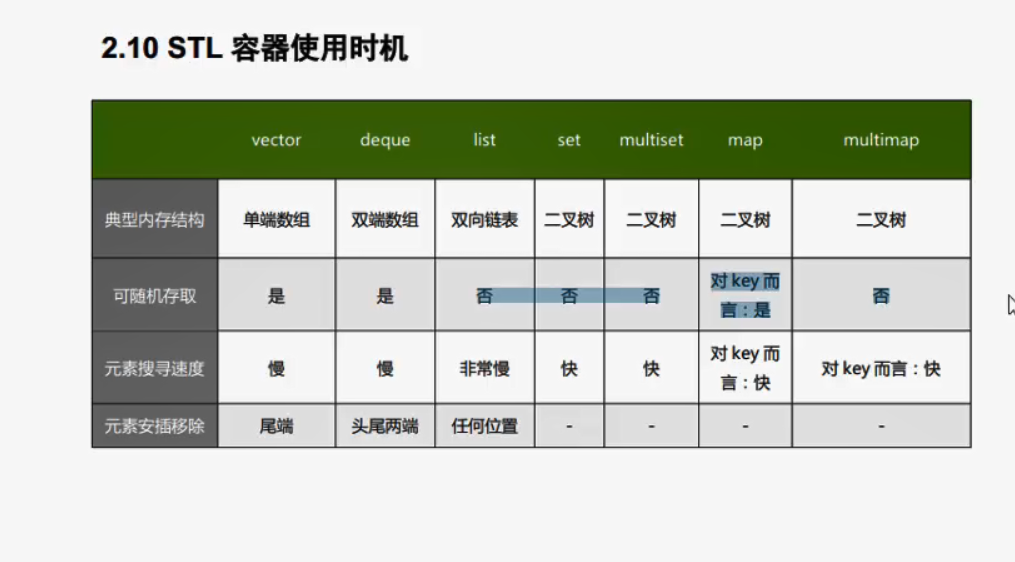 2.10 STL 容器使用时机
vector deque list set multiset map multimap
典型内存结构 单端数组 双端数组 双向链表 二叉树 二叉树 二叉树 二叉树
可随机存取 是 是 否 否 否 对 key 而言：是 否
元素搜寻速度 慢 慢 非常慢 快 快 对 key 而言：快 对 key 而言：快
元素安插移除 尾端 头尾两端 任何位置 - - - -